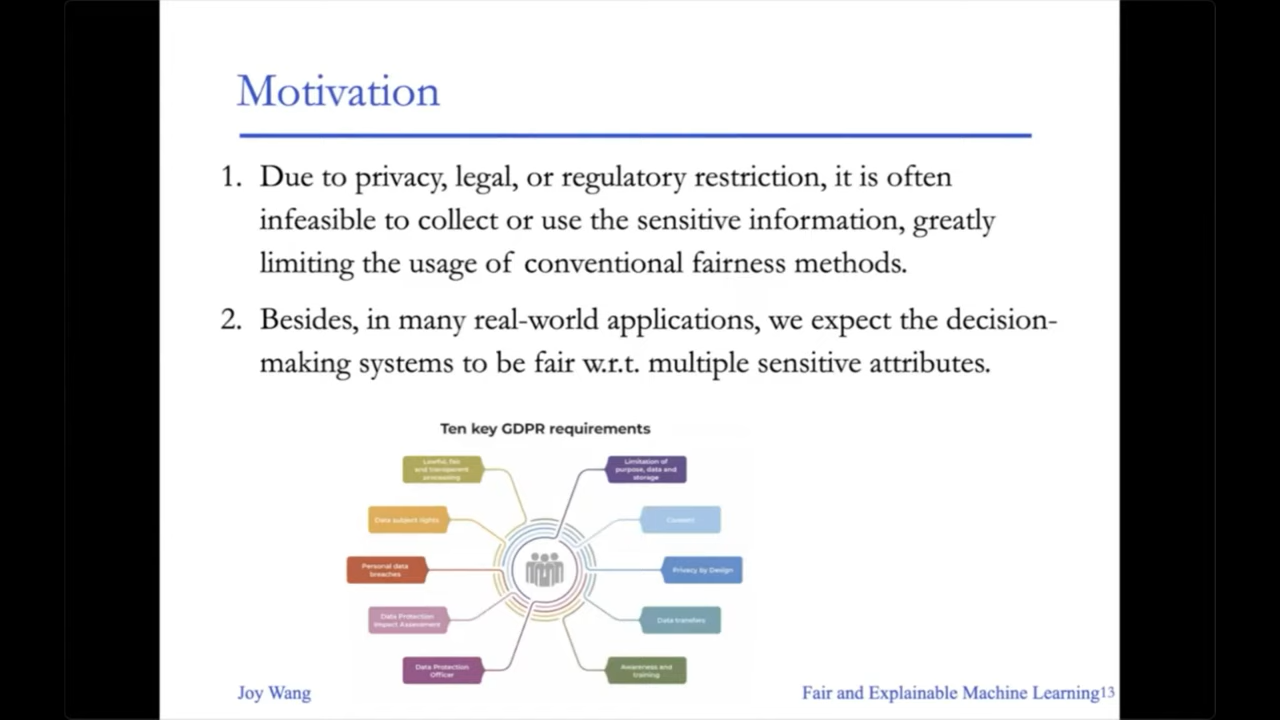 Motivation
1. Due to privacy, legal, or regulatory restriction, it is often
infeasible to collect or use the sensitive information, greatly
limiting the usage of conventional fairness methods.
2. Besides, in many real-world applications, we expect the decision-
making systems to be fair w.r.t. multiple sensitive attributes.
Ten key GDPR requirements
Lawful, fair
and transparent
processing
Limitation of
purpose, data and
storage
Data subject rights
Consent
Personal data
breaches
Privacy by Design
Data Protection
Impact Assessment
Data transfers
Data Protection
Officer
Awareness and
training
Joy Wang
Fair and Explainable Machine Learning13